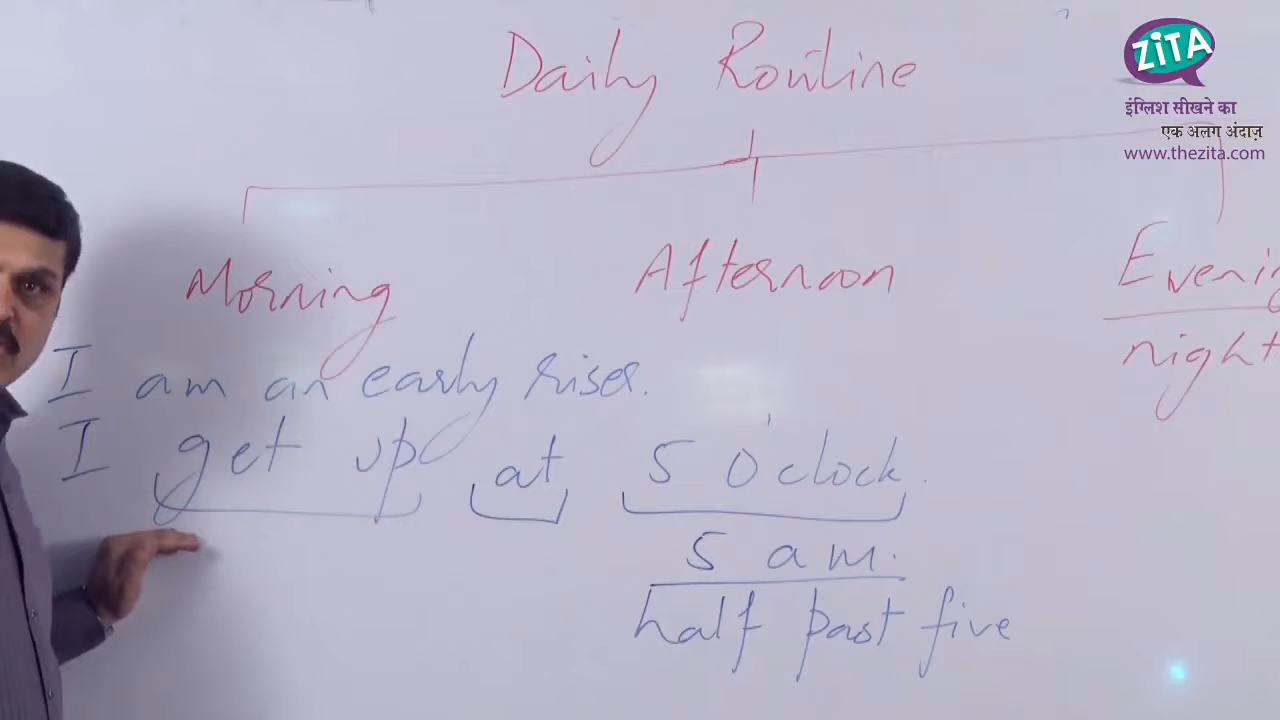 Daily Routine
ZiTA
इंग्लिश सीखने का
एक अलग अंदाज़
www.thezita.com
Morning Afternoon Evening
night
I am an early riser.
I get up at 5 O'clock.
5 am.
half past five